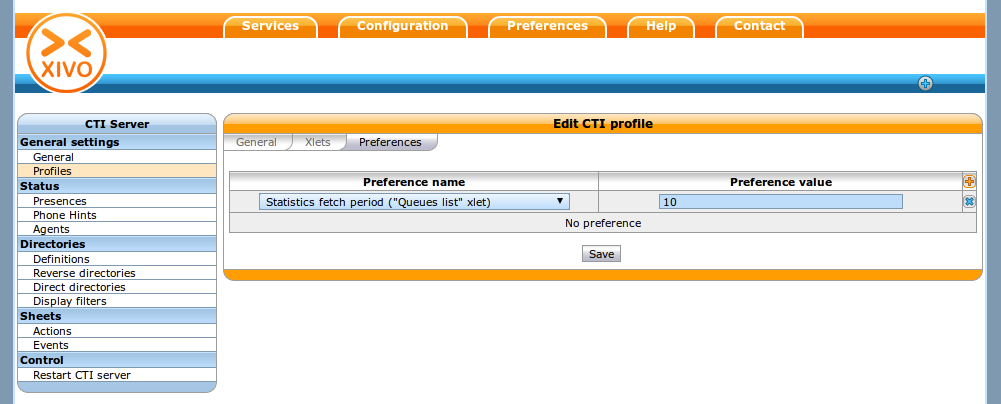 Services Configuration Preferences Help Contact
XIVO
CTI Server
General settings
General
Profiles
Status
Presences
Phone Hints
Agents
Directories
Definitions
Reverse directories
Direct directories
Display filters
Sheets
Actions
Events
Control
Restart CTI server
Edit CTI profile
General Xlets Preferences
Preference name Preference value
Statistics fetch period ("Queues list" xlet) 10
No preference
Save